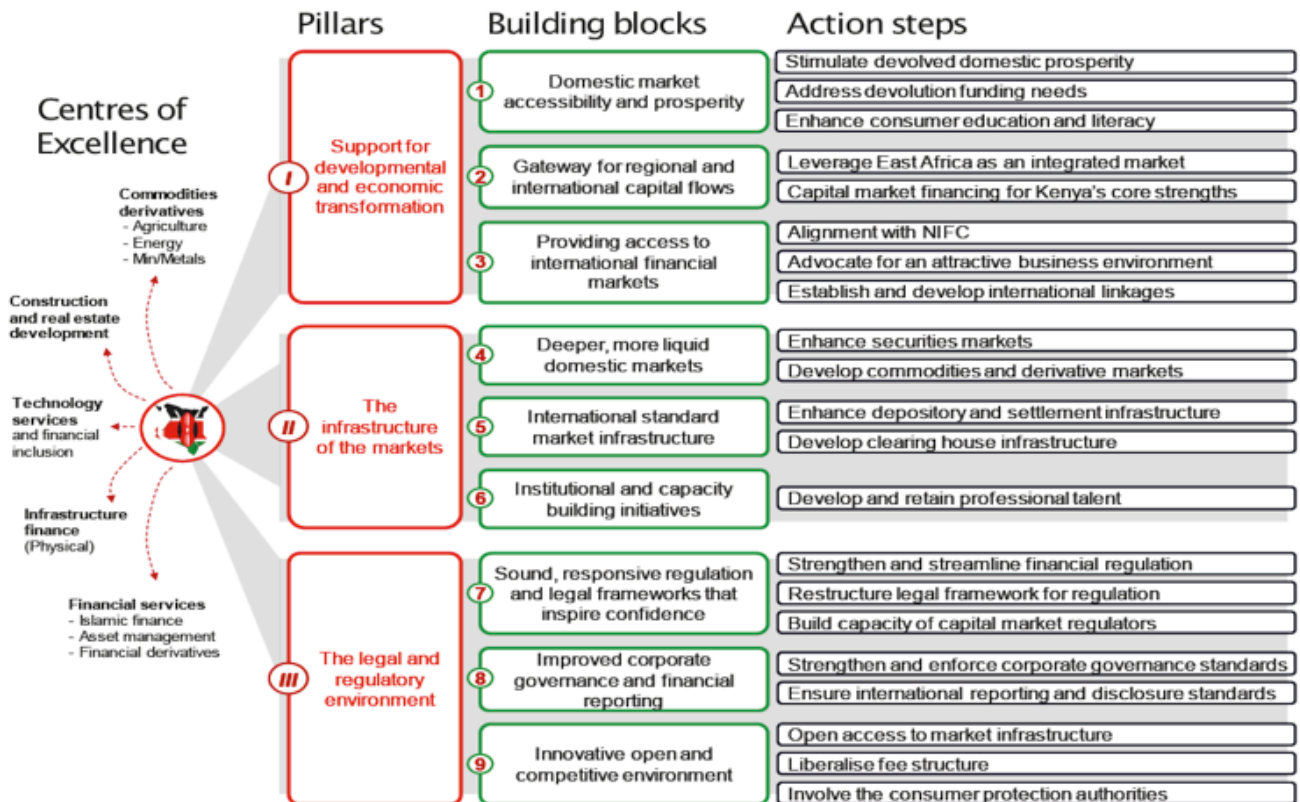 Pillars
Building blocks
Action steps
Centres of
Excellence
Commodities
derivatives
- Agriculture
- Energy
- Min/Metals
Construction
and real estate
development
Technology
services
and financial
inclusion
Infrastructure
finance
(Physical)
Financial services
- Islamic finance
- Asset management
- Financial derivatives
I
Support for
developmental
and economic
transformation
1
Domestic market
accessibility and prosperity
Stimulate devolved domestic prosperity
Address devolution funding needs
Enhance consumer education and literacy
2
Gateway for regional and
international capital flows
Leverage East Africa as an integrated market
Capital market financing for Kenya's core strengths
3
Providing access to
international financial
markets
Alignment with NIFC
Advocate for an attractive business environment
Establish and develop international linkages
II
The
infrastructure
of the markets
4
Deeper, more liquid
domestic markets
Enhance securities markets
Develop commodities and derivative markets
5
International standard
market infrastructure
Enhance depository and settlement infrastructure
Develop clearing house infrastructure
6
Institutional and capacity
building initiatives
Develop and retain professional talent
III
The legal and
regulatory
environment
7
Sound, responsive regulation
and legal frameworks that
inspire confidence
Strengthen and streamline financial regulation
Restructure legal framework for regulation
Build capacity of capital market regulators
8
Improved corporate
governance and financial
reporting
Strengthen and enforce corporate governance standards
Ensure international reporting and disclosure standards
9
Innovative open and
competitive environment
Open access to market infrastructure
Liberalise fee structure
Involve the consumer protection authorities